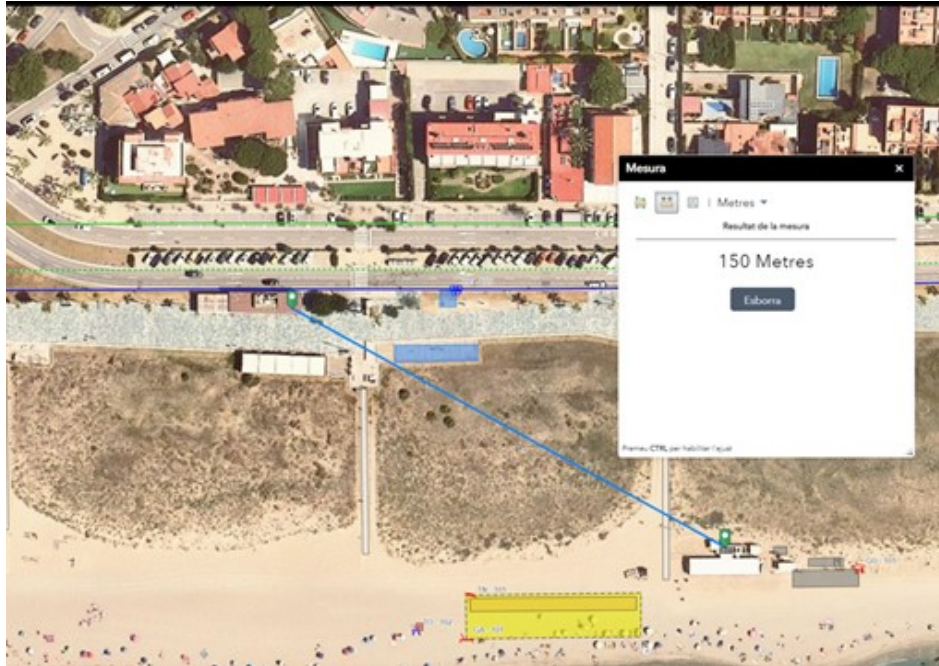 Mesura
Metres
Resultat de la mesura
150 Metres
Esborra
Premeu CTRL per habilitar l'ajust